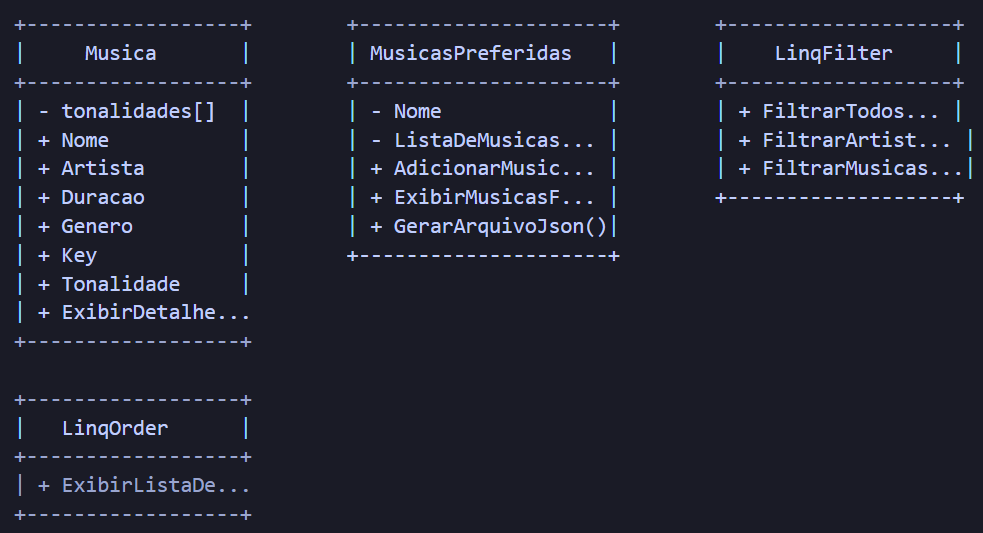 +-------------------+
| Musica |
+-------------------+
| - tonalidades[] |
| + Nome |
| + Artista |
| + Duracao |
| + Genero |
| + Key |
| + Tonalidade |
| + ExibirDetalhe...
+-------------------+
+---------------------+
| MusicasPreferidas |
+---------------------+
| - Nome |
| - ListaDeMusicas... |
| + AdicionarMusic... |
| + ExibirMusicasF... |
| + GerarArquivoJson()|
+---------------------+
+-------------------+
| LinqFilter |
+-------------------+
| + FiltrarTodos... |
| + FiltrarArtist... |
| + FiltrarMusicas...|
+-------------------+
+-------------------+
| LinqOrder |
+-------------------+
| + ExibirListaDe...
+-------------------+